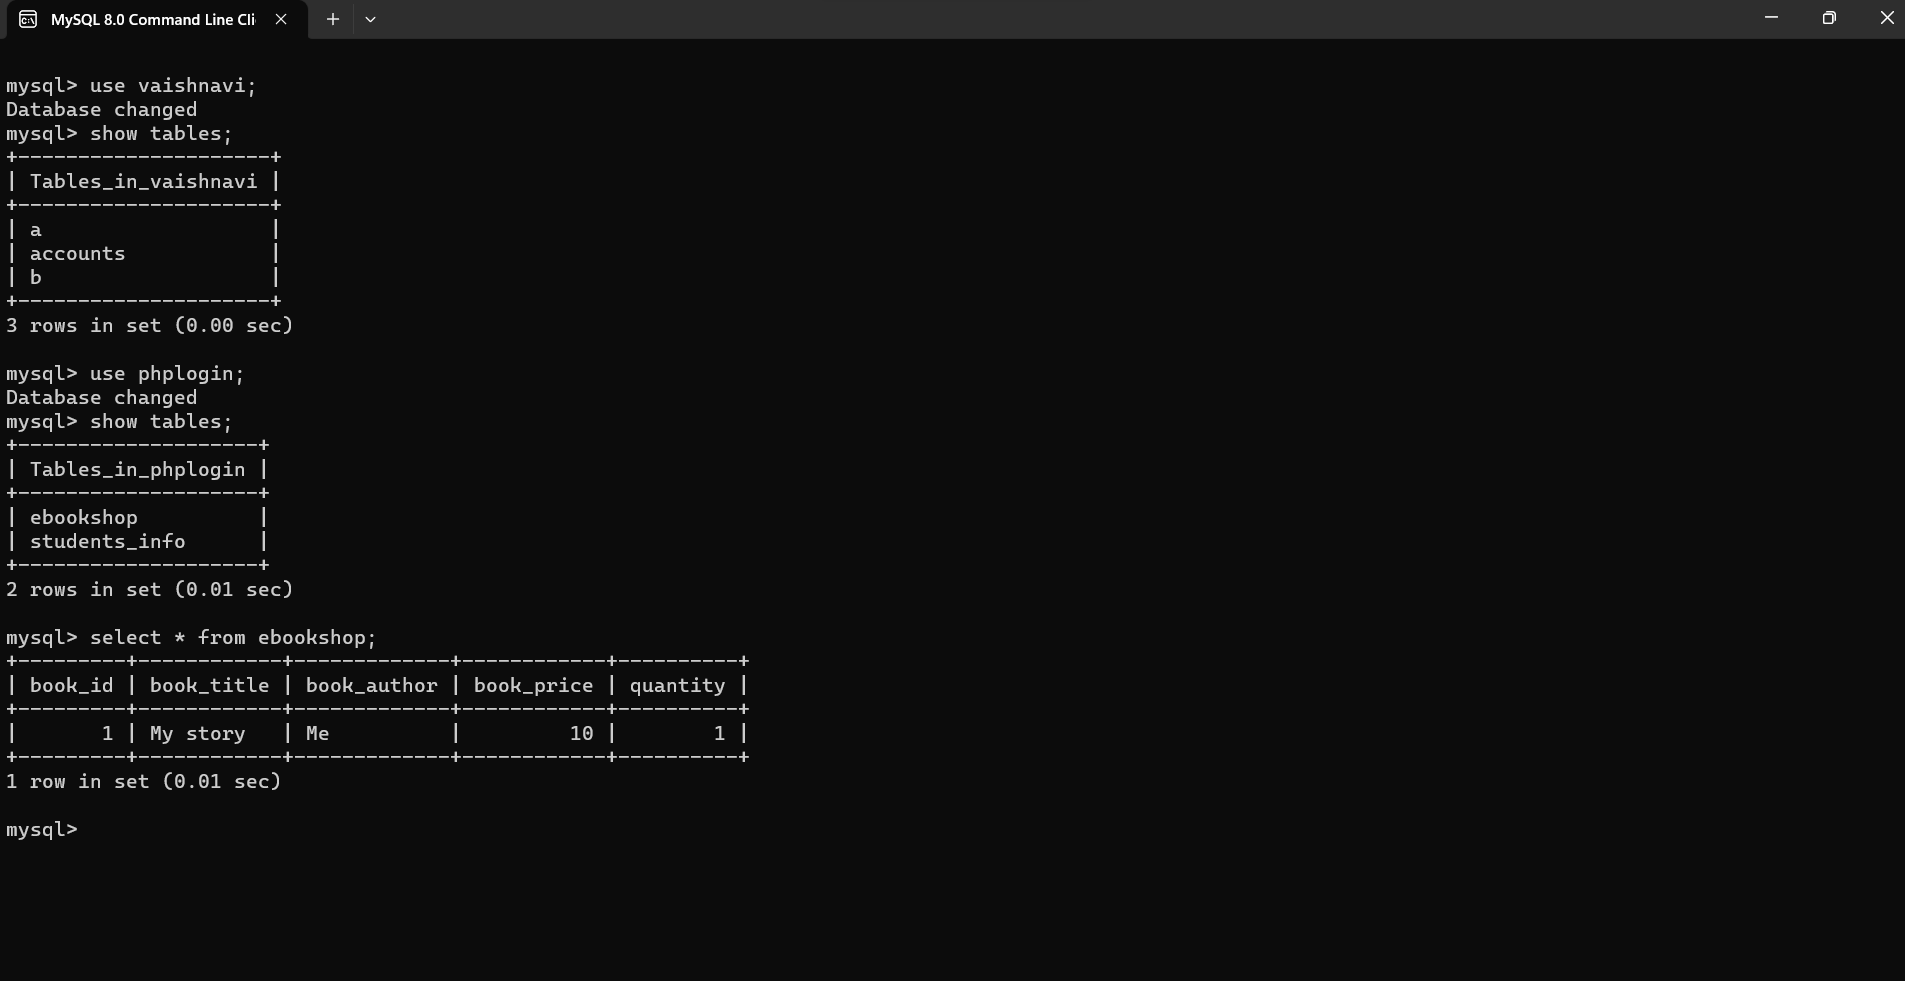 MySQL 8.0 Command Line Cli
mysql> use vaishnavi;
Database changed
mysql> show tables;
+---------------------+
| Tables_in_vaishnavi |
+---------------------+
| a                   |
| accounts            |
| b                   |
+---------------------+
3 rows in set (0.00 sec)

mysql> use phplogin;
Database changed
mysql> show tables;
+--------------------+
| Tables_in_phplogin |
+--------------------+
| ebookshop          |
| students_info      |
+--------------------+
2 rows in set (0.01 sec)

mysql> select * from ebookshop;
+---------+------------+-------------+------------+----------+
| book_id | book_title | book_author | book_price | quantity |
+---------+------------+-------------+------------+----------+
|       1 | My story   | Me          |         10 |        1 |
+---------+------------+-------------+------------+----------+
1 row in set (0.01 sec)

mysql>